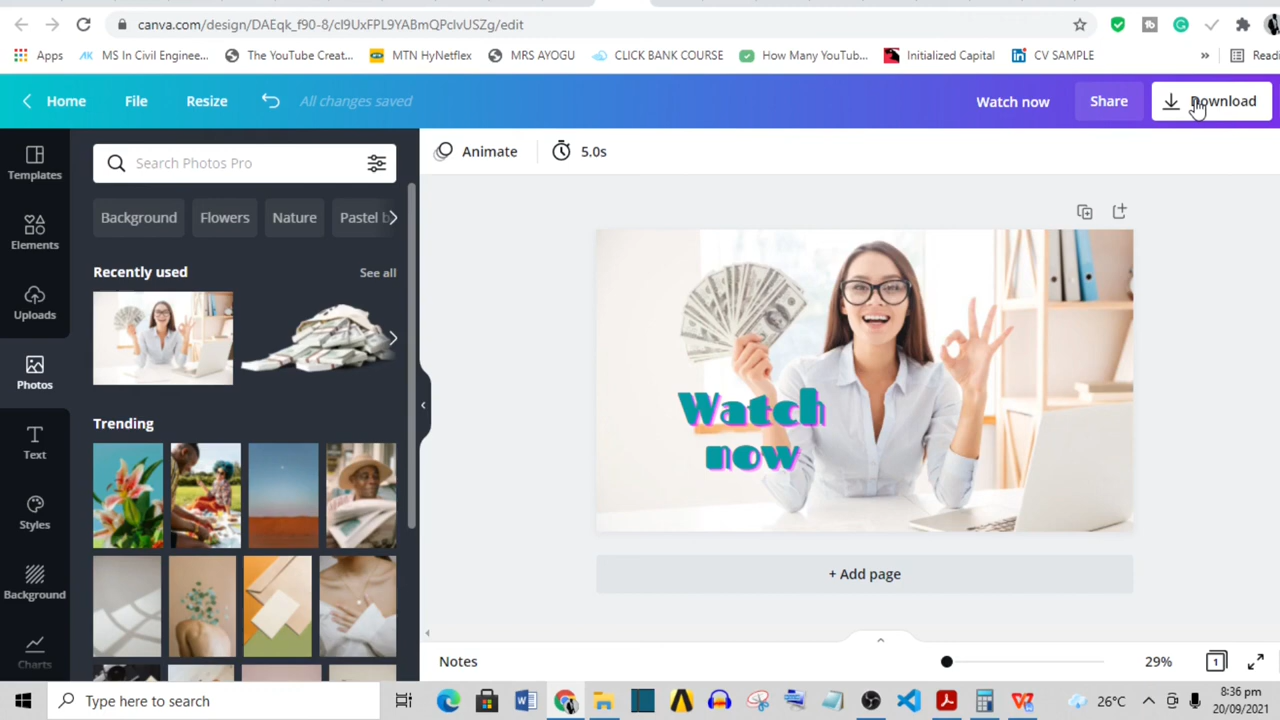 canva.com/design/DAEqk_f90-8/cI9UxFPL9YABmQPcIvUSZg/edit
Apps MS In Civil Enginee... The YouTube Creat... MTN HyNetflex MRS AYOGU CLICK BANK COURSE How Many YouTub... Initialized Capital CV SAMPLE » Readi
Home File Resize All changes saved Watch now Share Download
Templates
Elements
Uploads
Photos
Text
Styles
Background
Charts
Search Photos Pro
Background Flowers Nature Pastel b
Recently used See all
Trending
Animate 5.0s
Watch
now
+ Add page
Notes 29% 1
Type here to search 26°C 8:36 pm
20/09/2021